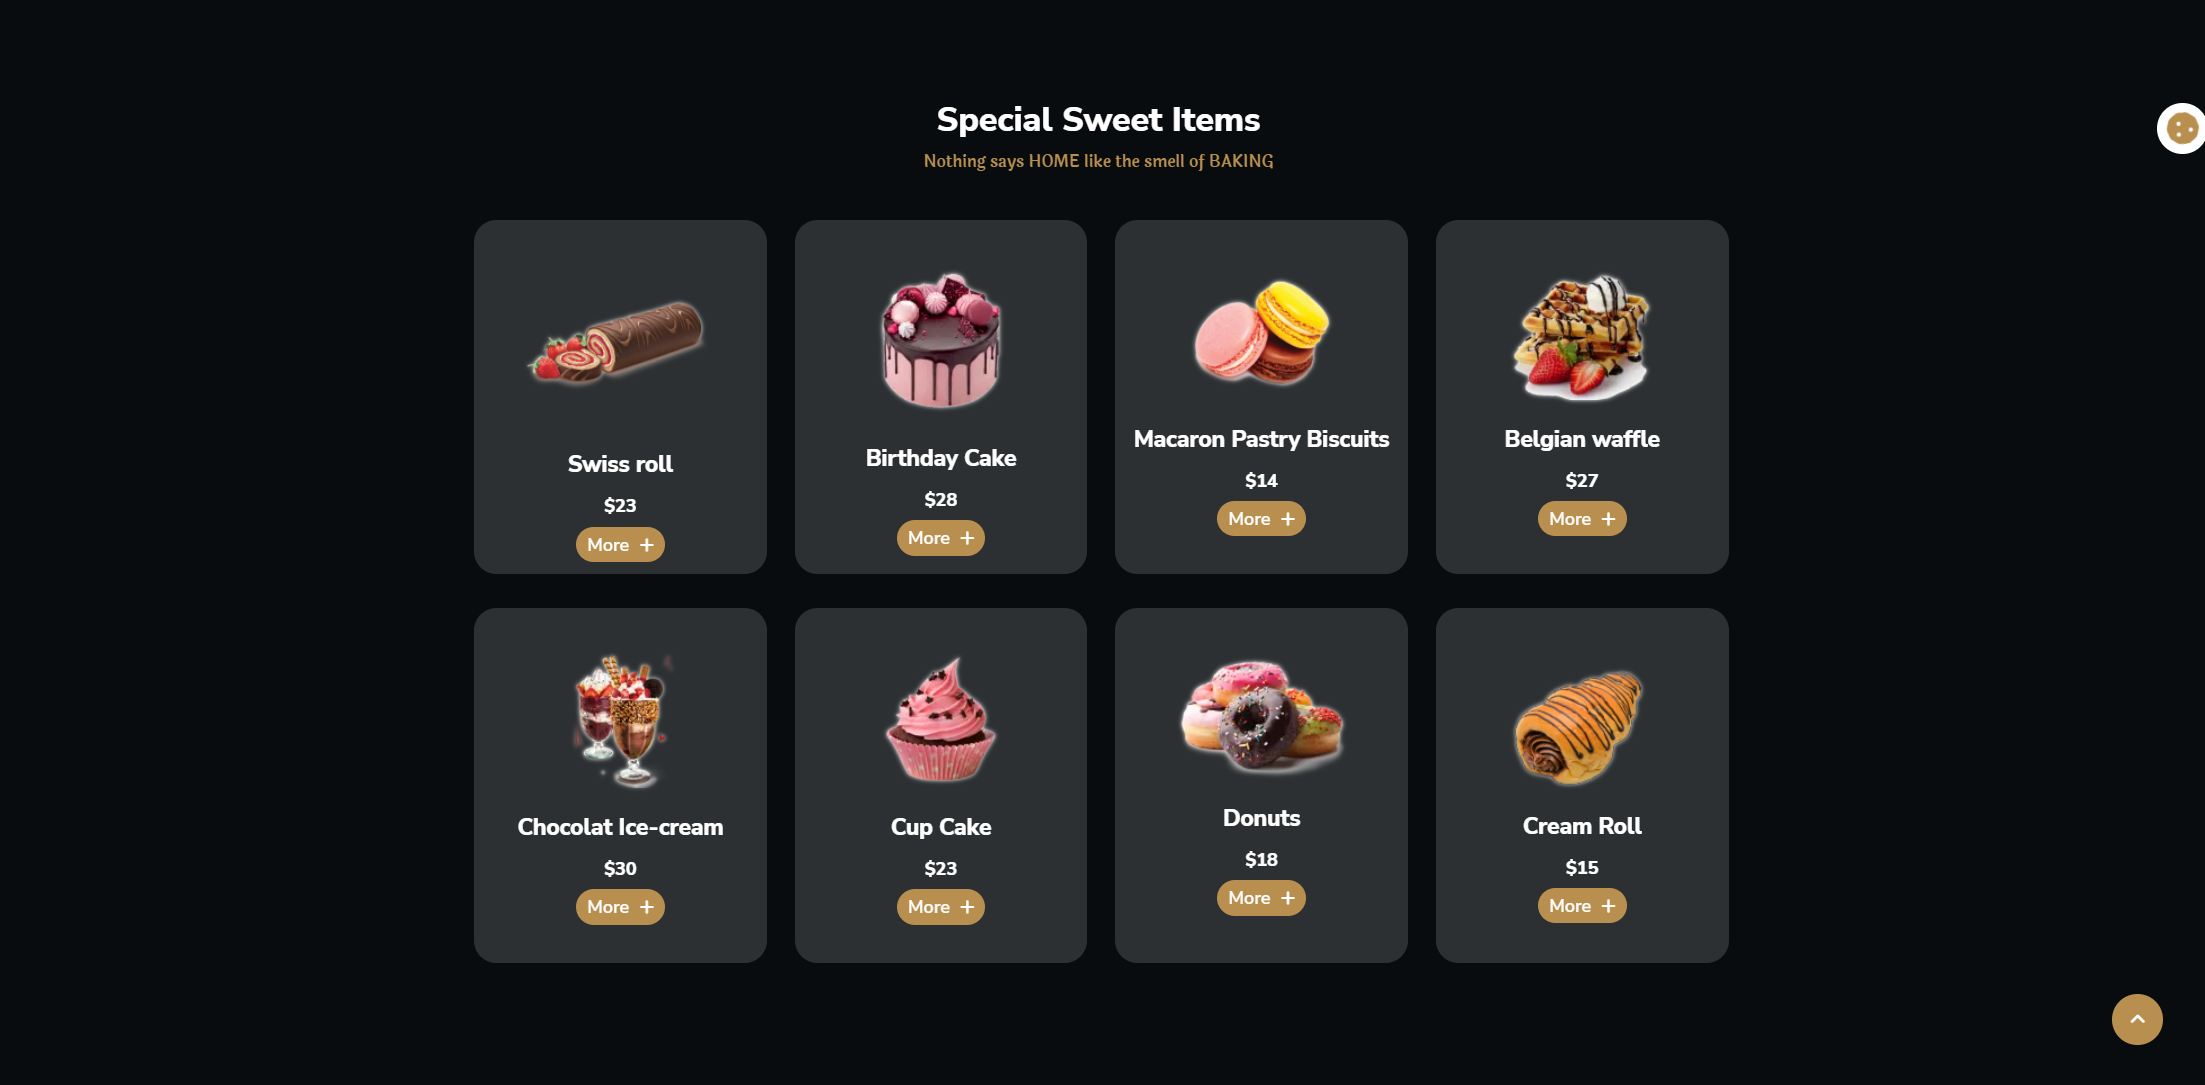 Special Sweet Items
Nothing says HOME like the smell of BAKING
Swiss roll
$23
More +
Birthday Cake
$28
More +
Macaron Pastry Biscuits
$14
More +
Belgian waffle
$27
More +
Chocolat Ice-cream
$30
More +
Cup Cake
$23
More +
Donuts
$18
More +
Cream Roll
$15
More +